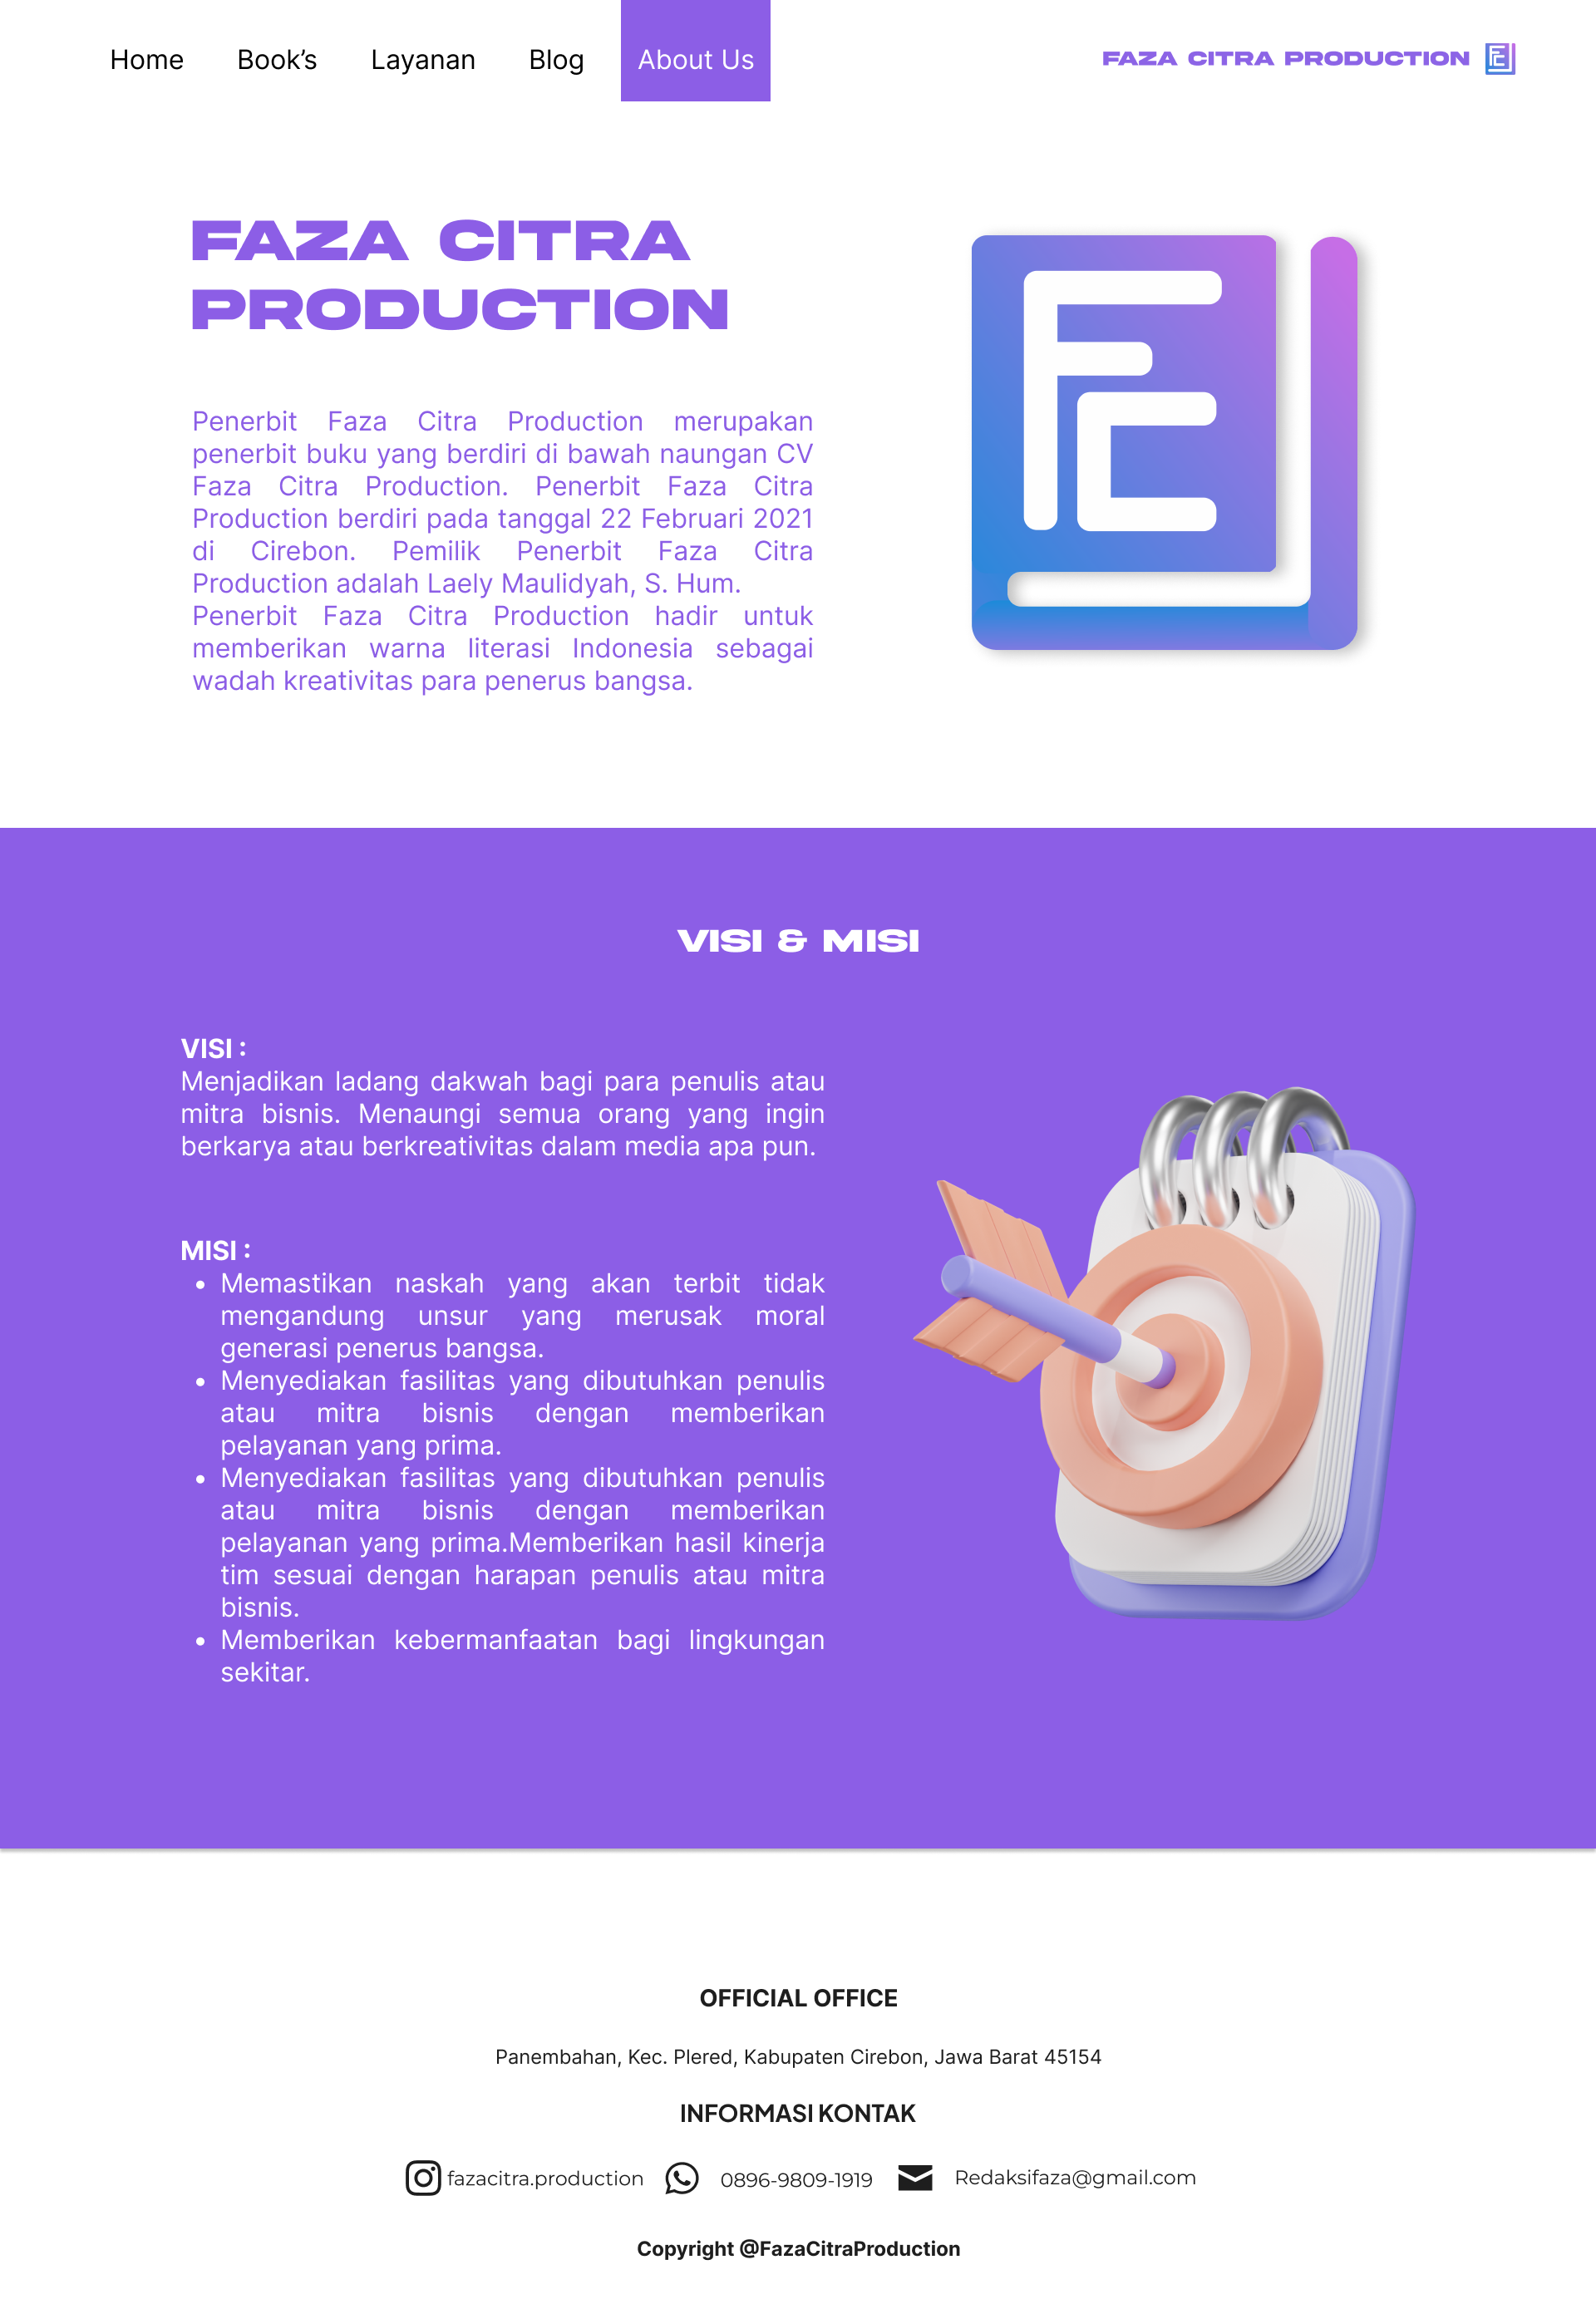 Home Book’s Layanan Blog About Us FAZA CITRA PRODUCTION
FAZA CITRA
PRODUCTION
Penerbit Faza Citra Production merupakan
penerbit buku yang berdiri di bawah naungan CV
Faza Citra Production. Penerbit Faza Citra
Production berdiri pada tanggal 22 Februari 2021
di Cirebon. Pemilik Penerbit Faza Citra
Production adalah Laely Maulidyah, S. Hum.
Penerbit Faza Citra Production hadir untuk
memberikan warna literasi Indonesia sebagai
wadah kreativitas para penerus bangsa.
VISI & MISI
VISI :
Menjadikan ladang dakwah bagi para penulis atau
mitra bisnis. Menaungi semua orang yang ingin
berkarya atau berkreativitas dalam media apa pun.
MISI :
• Memastikan naskah yang akan terbit tidak
mengandung unsur yang merusak moral
generasi penerus bangsa.
• Menyediakan fasilitas yang dibutuhkan penulis
atau mitra bisnis dengan memberikan
pelayanan yang prima.
• Menyediakan fasilitas yang dibutuhkan penulis
atau mitra bisnis dengan memberikan
pelayanan yang prima.Memberikan hasil kinerja
tim sesuai dengan harapan penulis atau mitra
bisnis.
• Memberikan kebermanfaatan bagi lingkungan
sekitar.
OFFICIAL OFFICE
Panembahan, Kec. Plered, Kabupaten Cirebon, Jawa Barat 45154
INFORMASI KONTAK
fazacitra.production 0896-9809-1919 Redaksifaza@gmail.com
Copyright @FazaCitraProduction